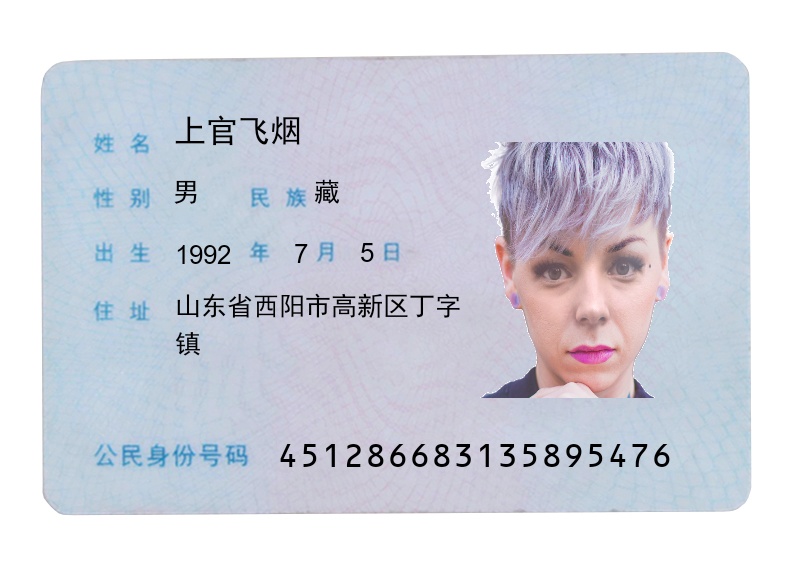 姓名 上官飞烟
性别 男 民族 藏
出生 1992 年 7 月 5 日
住址 山东省西阳市高新区丁字
镇
公民身份号码 451286683135895476